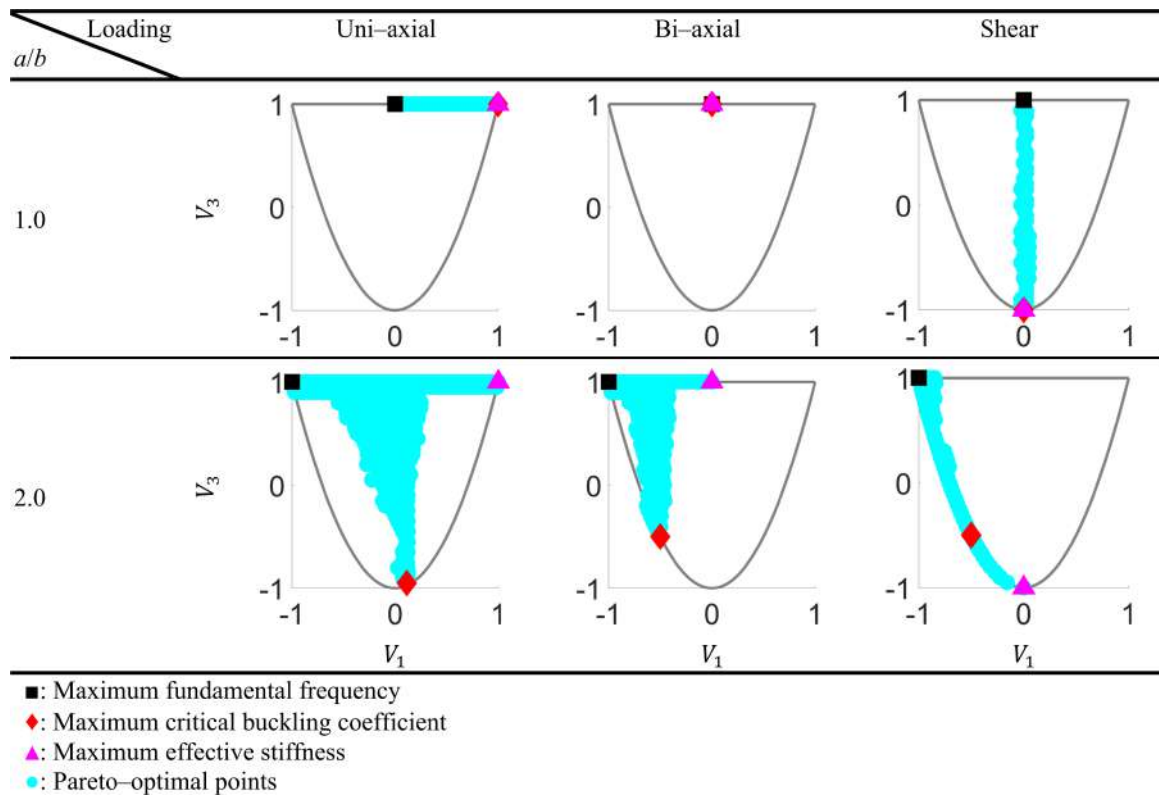 Loading Uni–axial Bi–axial Shear
a/b
1 1 1
1.0 V₃ 0 0 0
-1 -1 -1
-1 0 1 -1 0 1 -1 0 1
1 1 1
2.0 V₃ 0 0 0
-1 -1 -1
-1 0 1 -1 0 1 -1 0 1
V₁ V₁ V₁
■: Maximum fundamental frequency
♦: Maximum critical buckling coefficient
▲: Maximum effective stiffness
●: Pareto–optimal points